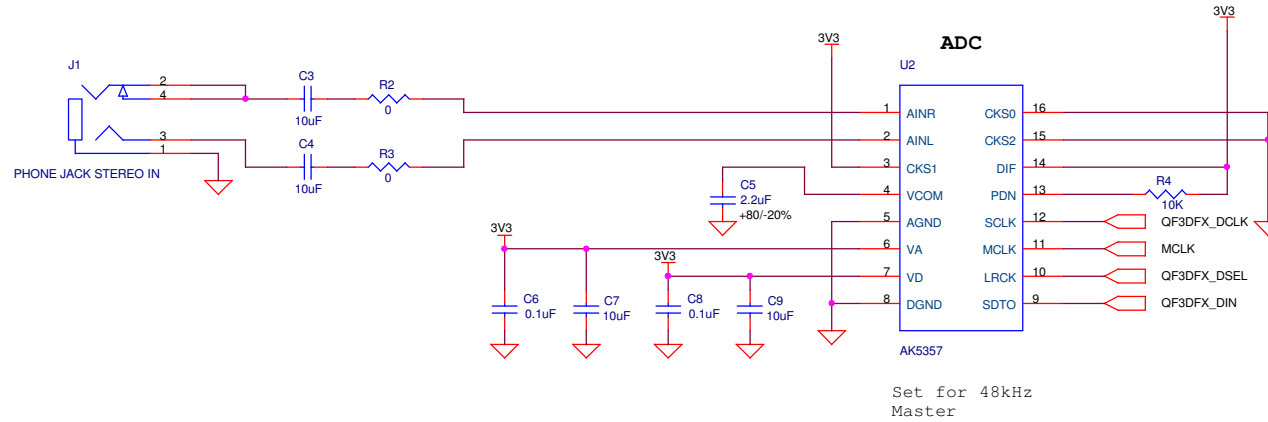 3V3
3V3
ADC
J1
U2
C3
R2
2
4
10uF
0
1
AINR
CKS0
16
3
C4
R3
2
AINL
CKS2
15
1
10uF
0
3
CKS1
DIF
14
PHONE JACK STEREO IN
C5
2.2uF
+80/-20%
4
VCOM
PDN
13
R4
10K
5
AGND
SCLK
12
QF3DFX_DCLK
3V3
6
VA
MCLK
11
MCLK
3V3
7
VD
LRCK
10
QF3DFX_DSEL
C6
0.1uF
C7
10uF
C8
0.1uF
C9
10uF
8
DGND
SDTO
9
QF3DFX_DIN
AK5357
Set for 48kHz
Master